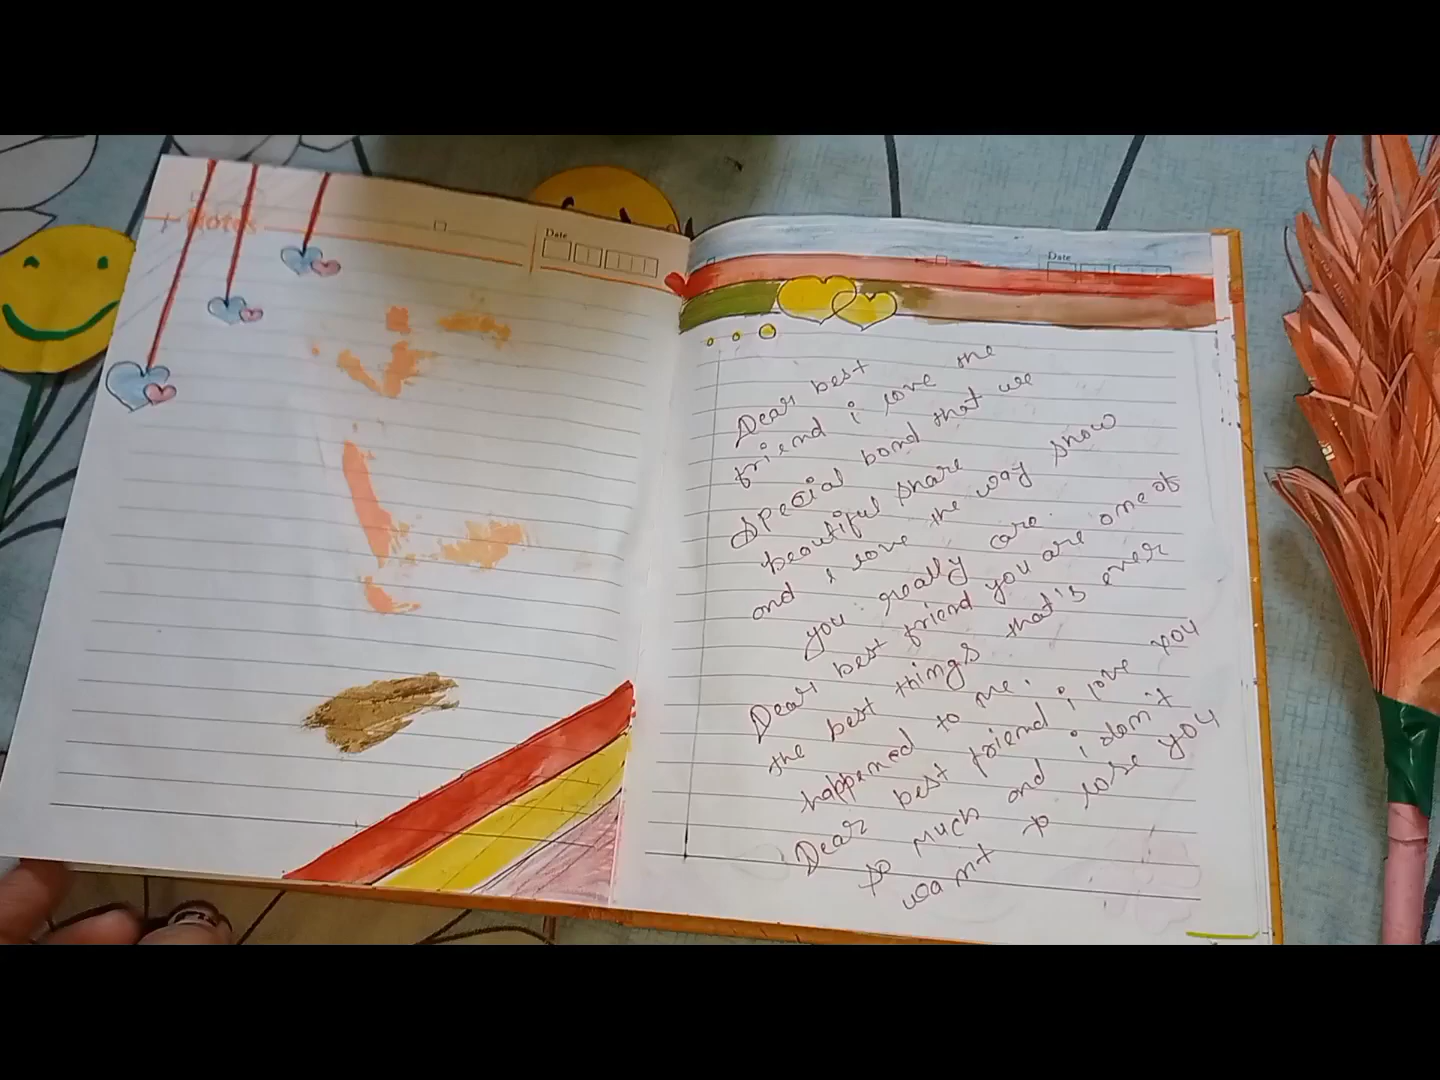 Notes
Date
Date
Dear best
friend i love the
special bond that we
beautiful share
and i love the way show
you really care.
Dear best friend you are one of
the best things that's ever
happened to me.
Dear best friend i love you
so much and i don't
want to lose you